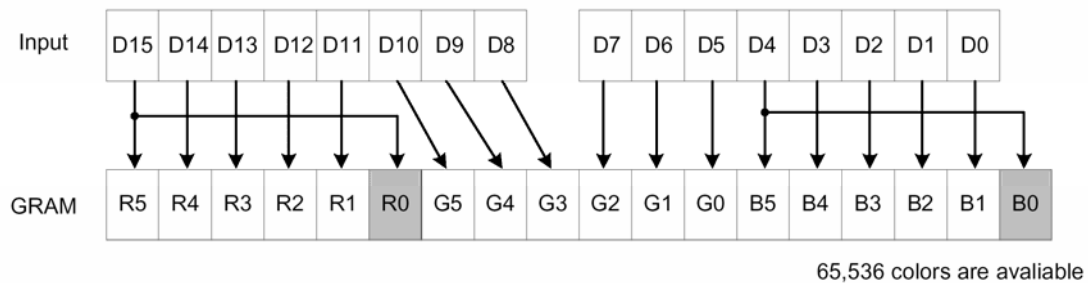 Input D15 D14 D13 D12 D11 D10 D9 D8 D7 D6 D5 D4 D3 D2 D1 D0
GRAM R5 R4 R3 R2 R1 R0 G5 G4 G3 G2 G1 G0 B5 B4 B3 B2 B1 B0
65,536 colors are avaliable